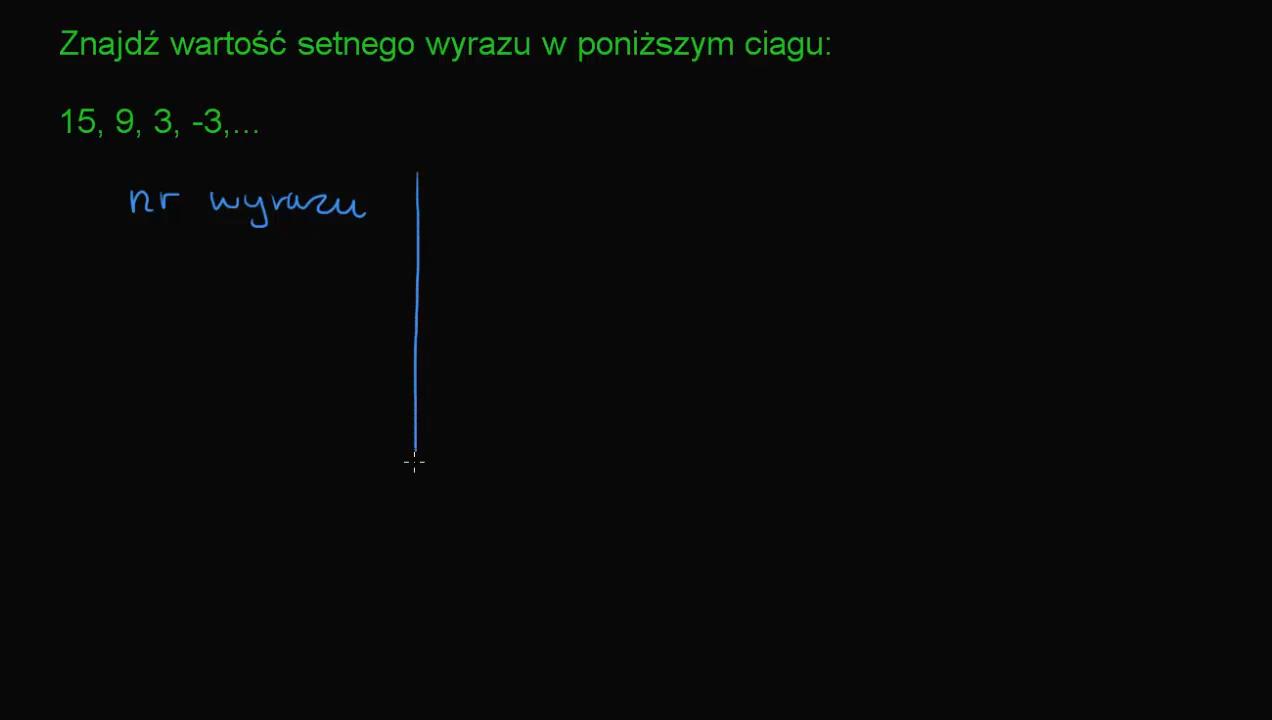 Znajdź wartość setnego wyrazu w poniższym ciagu:
15, 9, 3, -3,...
nr wyrazu